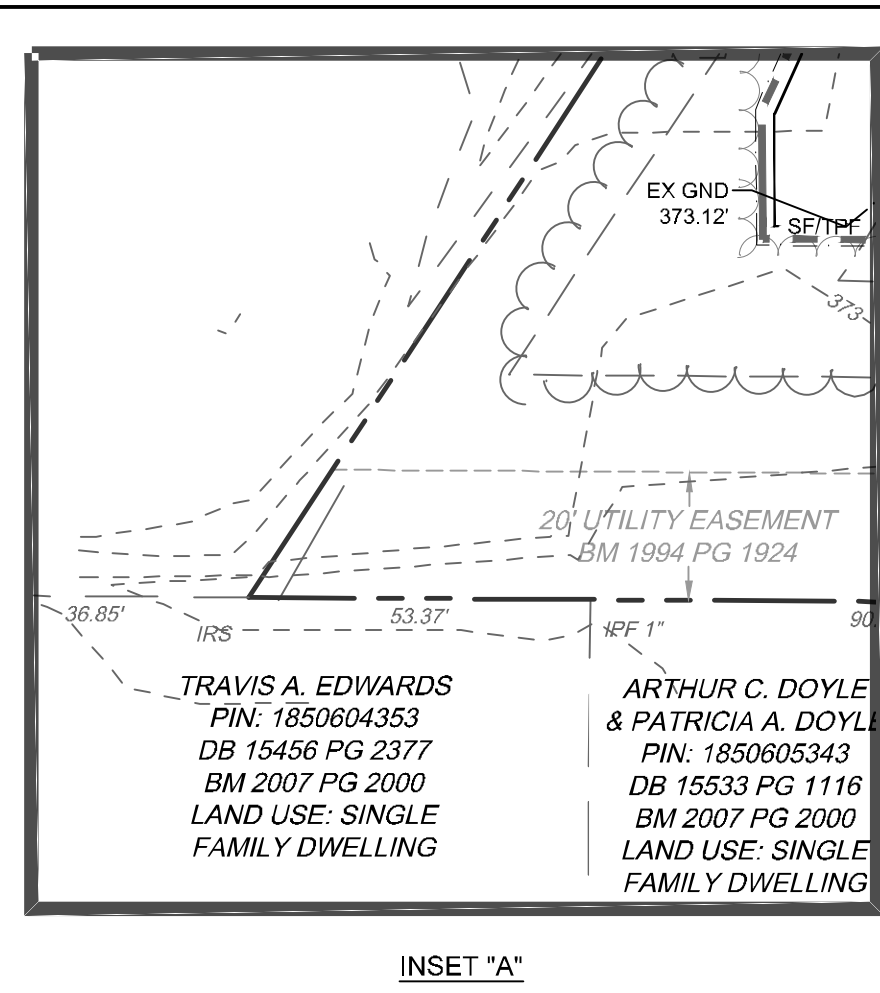 EX GND
373.12'
SF/TPF
373
20' UTILITY EASEMENT
BM 1994 PG 1924
36.85'
IRS
53.37'
IPF 1"
90.
TRAVIS A. EDWARDS
PIN: 1850604353
DB 15456 PG 2377
BM 2007 PG 2000
LAND USE: SINGLE
FAMILY DWELLING
ARTHUR C. DOYLE
& PATRICIA A. DOYLE
PIN: 1850605343
DB 15533 PG 1116
BM 2007 PG 2000
LAND USE: SINGLE
FAMILY DWELLING
INSET "A"